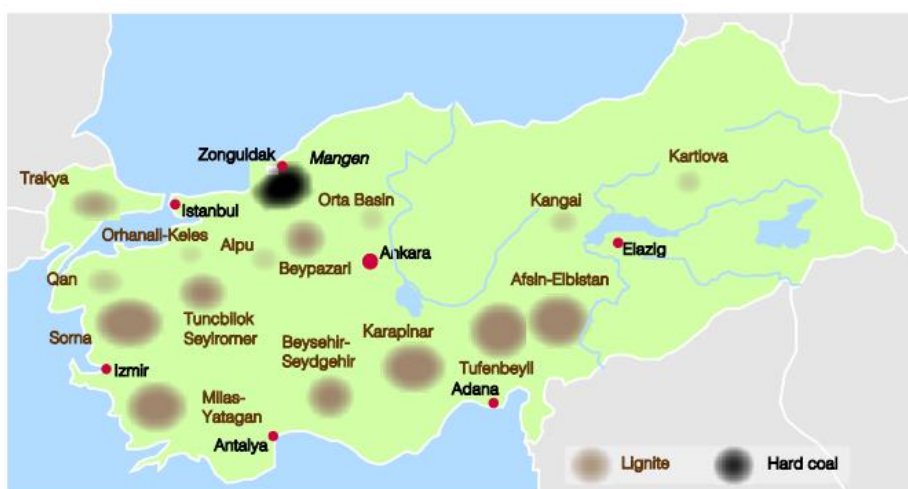 Zonguldak
Mangen
Kartlova
Trakya
Orta Basin
Kangai
Istanbul
Orhanali-Keles
Alpu
Ankara
Elazig
Qan
Beypazari
Afsin-Elbistan
Sorna
Tuncbilok
Seyiromer
Beysehir-
Seydgehir
Karapinar
Tufenbeyli
Izmir
Milas-
Yatagan
Adana
Antalya
Lignite
Hard coal